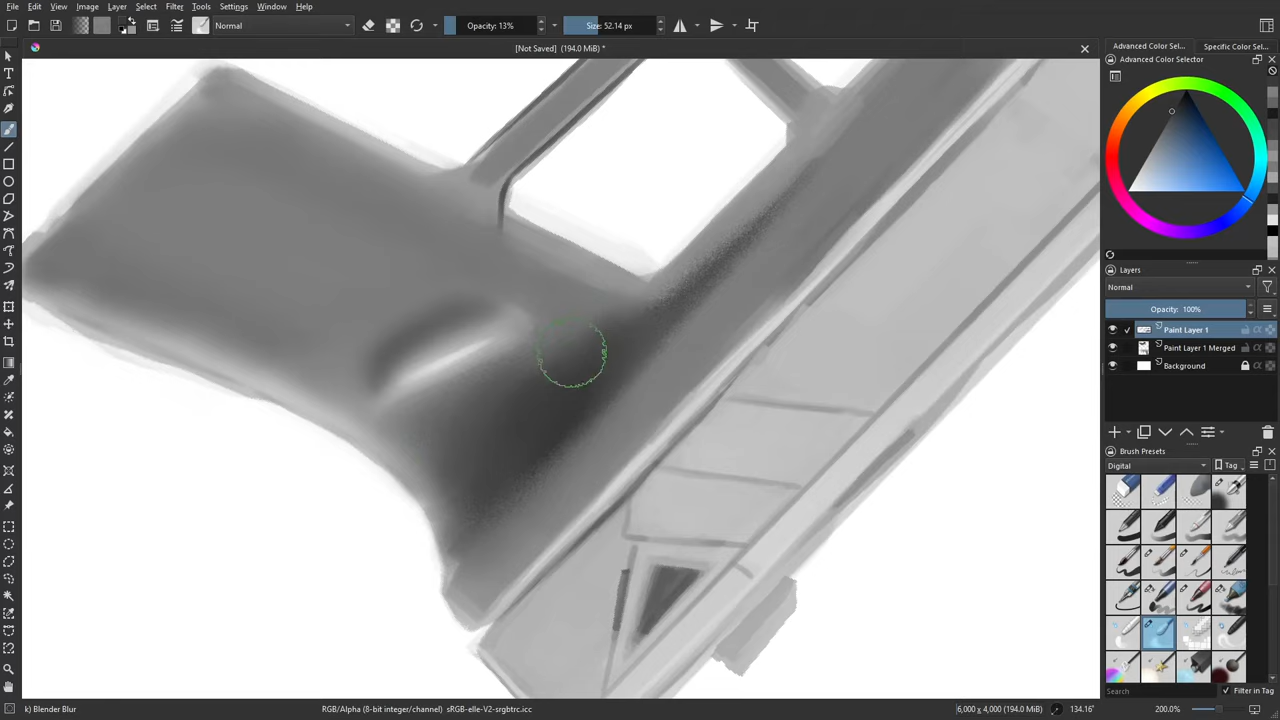 File Edit View Image Layer Select Filter Tools Settings Window Help
Normal Opacity: 13% Size: 52.14 px
[Not Saved] (194.0 MiB) *
Advanced Color Sel... Specific Color Se...
Advanced Color Selector
Layers
Normal
Opacity: 100%
Paint Layer 1
Paint Layer 1 Merged
Background
Brush Presets
Digital Tag
Search Filter in Tag
k) Blender Blur RGB/Alpha (8-bit integer/channel) sRGB-elle-V2-srgbtrc.icc 6,000 x 4,000 (194.0 MiB) 134.16° 200.0%